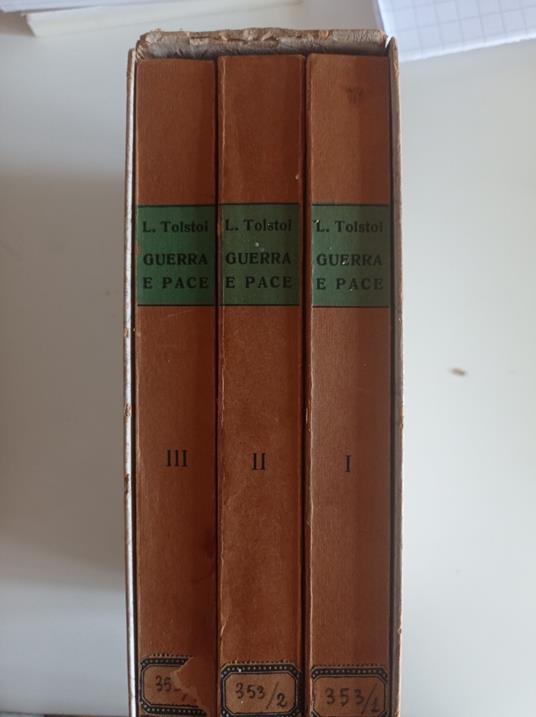 L. Tolstoi
GUERRA
E PACE
III
L. Tolstoi
GUERRA
E PACE
II
353/2
L. Tolstoi
GUERRA
E PACE
I
353/1